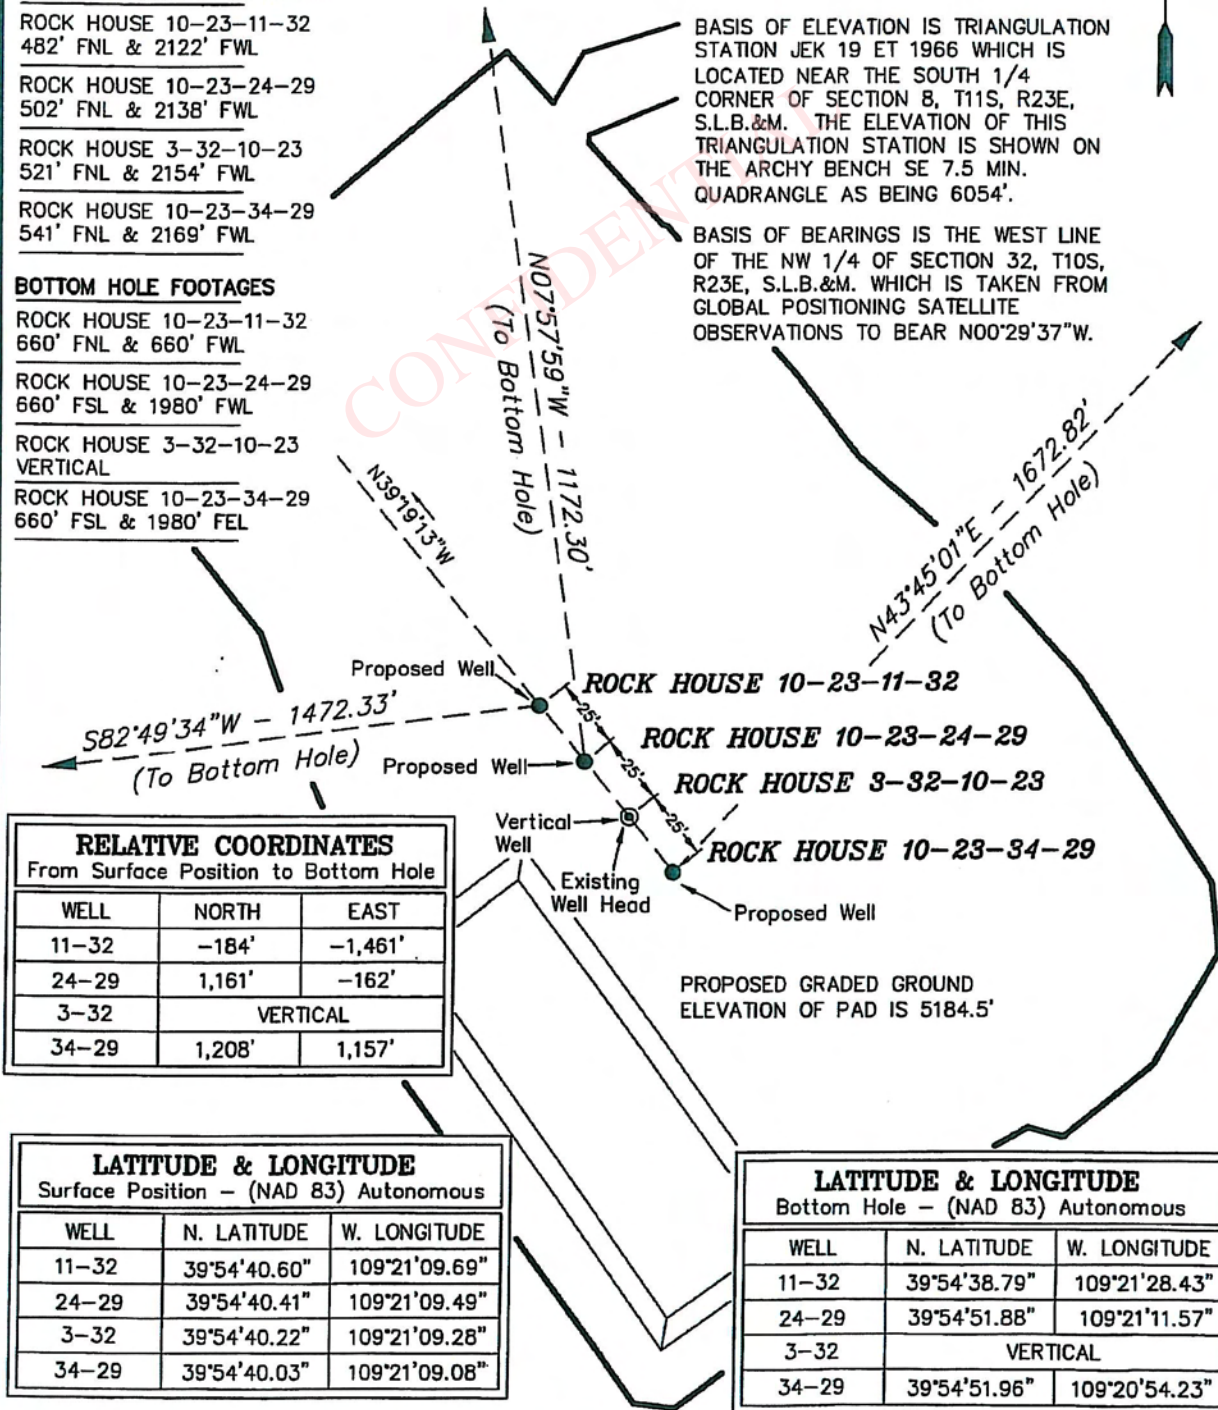 ROCK HOUSE 10-23-11-32
482' FNL & 2122' FWL
ROCK HOUSE 10-23-24-29
502' FNL & 2138' FWL
ROCK HOUSE 3-32-10-23
521' FNL & 2154' FWL
ROCK HOUSE 10-23-34-29
541' FNL & 2169' FWL
BOTTOM HOLE FOOTAGES
ROCK HOUSE 10-23-11-32
660' FNL & 660' FWL
ROCK HOUSE 10-23-24-29
660' FSL & 1980' FWL
ROCK HOUSE 3-32-10-23
VERTICAL
ROCK HOUSE 10-23-34-29
660' FSL & 1980' FEL
BASIS OF ELEVATION IS TRIANGULATION
STATION JEK 19 ET 1966 WHICH IS
LOCATED NEAR THE SOUTH 1/4
CORNER OF SECTION 8, T11S, R23E,
S.L.B.&M. THE ELEVATION OF THIS
TRIANGULATION STATION IS SHOWN ON
THE ARCHY BENCH SE 7.5 MIN.
QUADRANGLE AS BEING 6054'.
BASIS OF BEARINGS IS THE WEST LINE
OF THE NW 1/4 OF SECTION 32, T10S,
R23E, S.L.B.&M. WHICH IS TAKEN FROM
GLOBAL POSITIONING SATELLITE
OBSERVATIONS TO BEAR N00°29'37"W.
CONFIDENTIAL
N07°57'59"W - 1172.30'
(To Bottom Hole)
N39°19'13"W
N43°45'01"E - 1672.82'
(To Bottom Hole)
S82°49'34"W - 1472.33'
(To Bottom Hole)
Proposed Well
ROCK HOUSE 10-23-11-32
25'
Proposed Well
ROCK HOUSE 10-23-24-29
25'
ROCK HOUSE 3-32-10-23
Vertical
Well
25'
ROCK HOUSE 10-23-34-29
Existing
Well Head
Proposed Well
PROPOSED GRADED GROUND
ELEVATION OF PAD IS 5184.5'
RELATIVE COORDINATES
From Surface Position to Bottom Hole
WELL NORTH EAST
11-32 -184' -1,461'
24-29 1,161' -162'
3-32 VERTICAL
34-29 1,208' 1,157'
LATITUDE & LONGITUDE
Surface Position - (NAD 83) Autonomous
WELL N. LATITUDE W. LONGITUDE
11-32 39°54'40.60" 109°21'09.69"
24-29 39°54'40.41" 109°21'09.49"
3-32 39°54'40.22" 109°21'09.28"
34-29 39°54'40.03" 109°21'09.08"
LATITUDE & LONGITUDE
Bottom Hole - (NAD 83) Autonomous
WELL N. LATITUDE W. LONGITUDE
11-32 39°54'38.79" 109°21'28.43"
24-29 39°54'51.88" 109°21'11.57"
3-32 VERTICAL
34-29 39°54'51.96" 109°20'54.23"